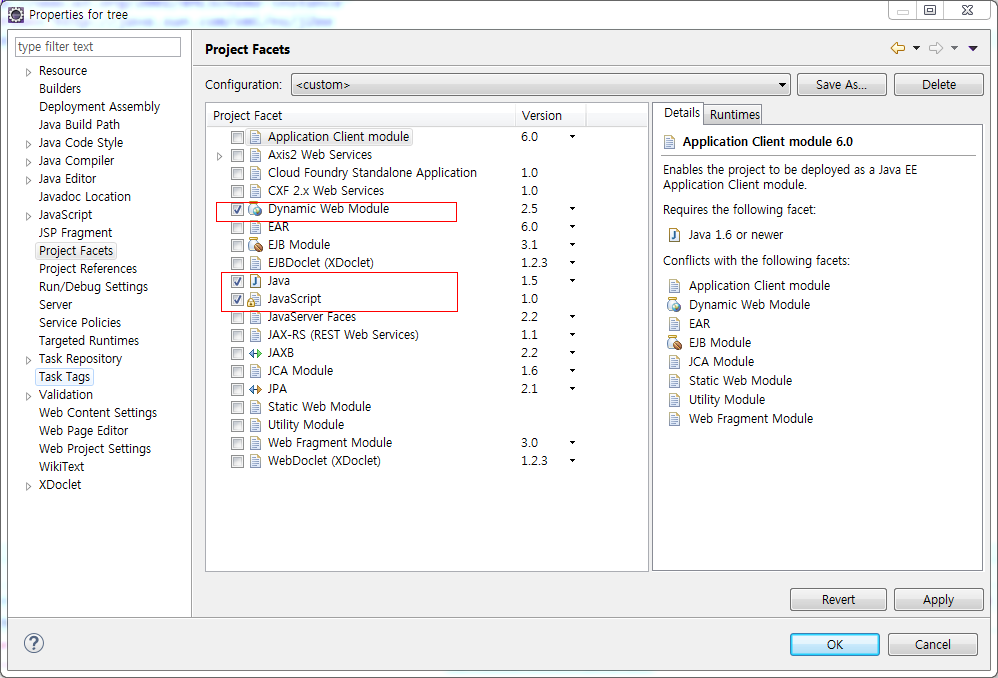 Properties for tree
type filter text
Resource
Builders
Deployment Assembly
Java Build Path
Java Code Style
Java Compiler
Java Editor
Javadoc Location
JavaScript
JSP Fragment
Project Facets
Project References
Run/Debug Settings
Server
Service Policies
Targeted Runtimes
Task Repository
Task Tags
Validation
Web Content Settings
Web Page Editor
Web Project Settings
WikiText
XDoclet
Project Facets
Configuration: <custom> Save As... Delete
Project Facet Version
Application Client module 6.0
Axis2 Web Services
Cloud Foundry Standalone Application 1.0
CXF 2.x Web Services 1.0
Dynamic Web Module 2.5
EAR 6.0
EJB Module 3.1
EJBDoclet (XDoclet) 1.2.3
Java 1.5
JavaScript 1.0
JavaServer Faces 2.2
JAX-RS (REST Web Services) 1.1
JAXB 2.2
JCA Module 1.6
JPA 2.1
Static Web Module
Utility Module
Web Fragment Module 3.0
WebDoclet (XDoclet) 1.2.3
Details Runtimes
Application Client module 6.0
Enables the project to be deployed as a Java EE
Application Client module.
Requires the following facet:
Java 1.6 or newer
Conflicts with the following facets:
Application Client module
Dynamic Web Module
EAR
EJB Module
JCA Module
Static Web Module
Utility Module
Web Fragment Module
Revert Apply
OK Cancel